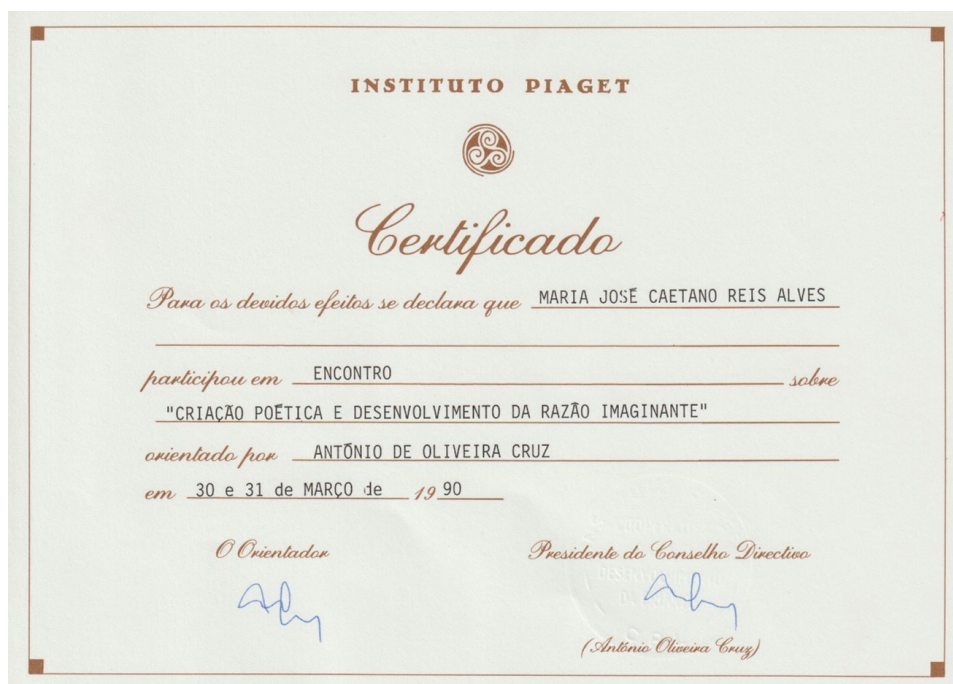 INSTITUTO PIAGET
Certificado
Para os devidos efeitos se declara que MARIA JOSÉ CAETANO REIS ALVES
participou em ENCONTRO sobre
"CRIAÇÃO POÉTICA E DESENVOLVIMENTO DA RAZÃO IMAGINANTE"
orientado por ANTÓNIO DE OLIVEIRA CRUZ
em 30 e 31 de MARÇO de 19 90
O Orientador Presidente do Conselho Directivo
(António Oliveira Cruz)